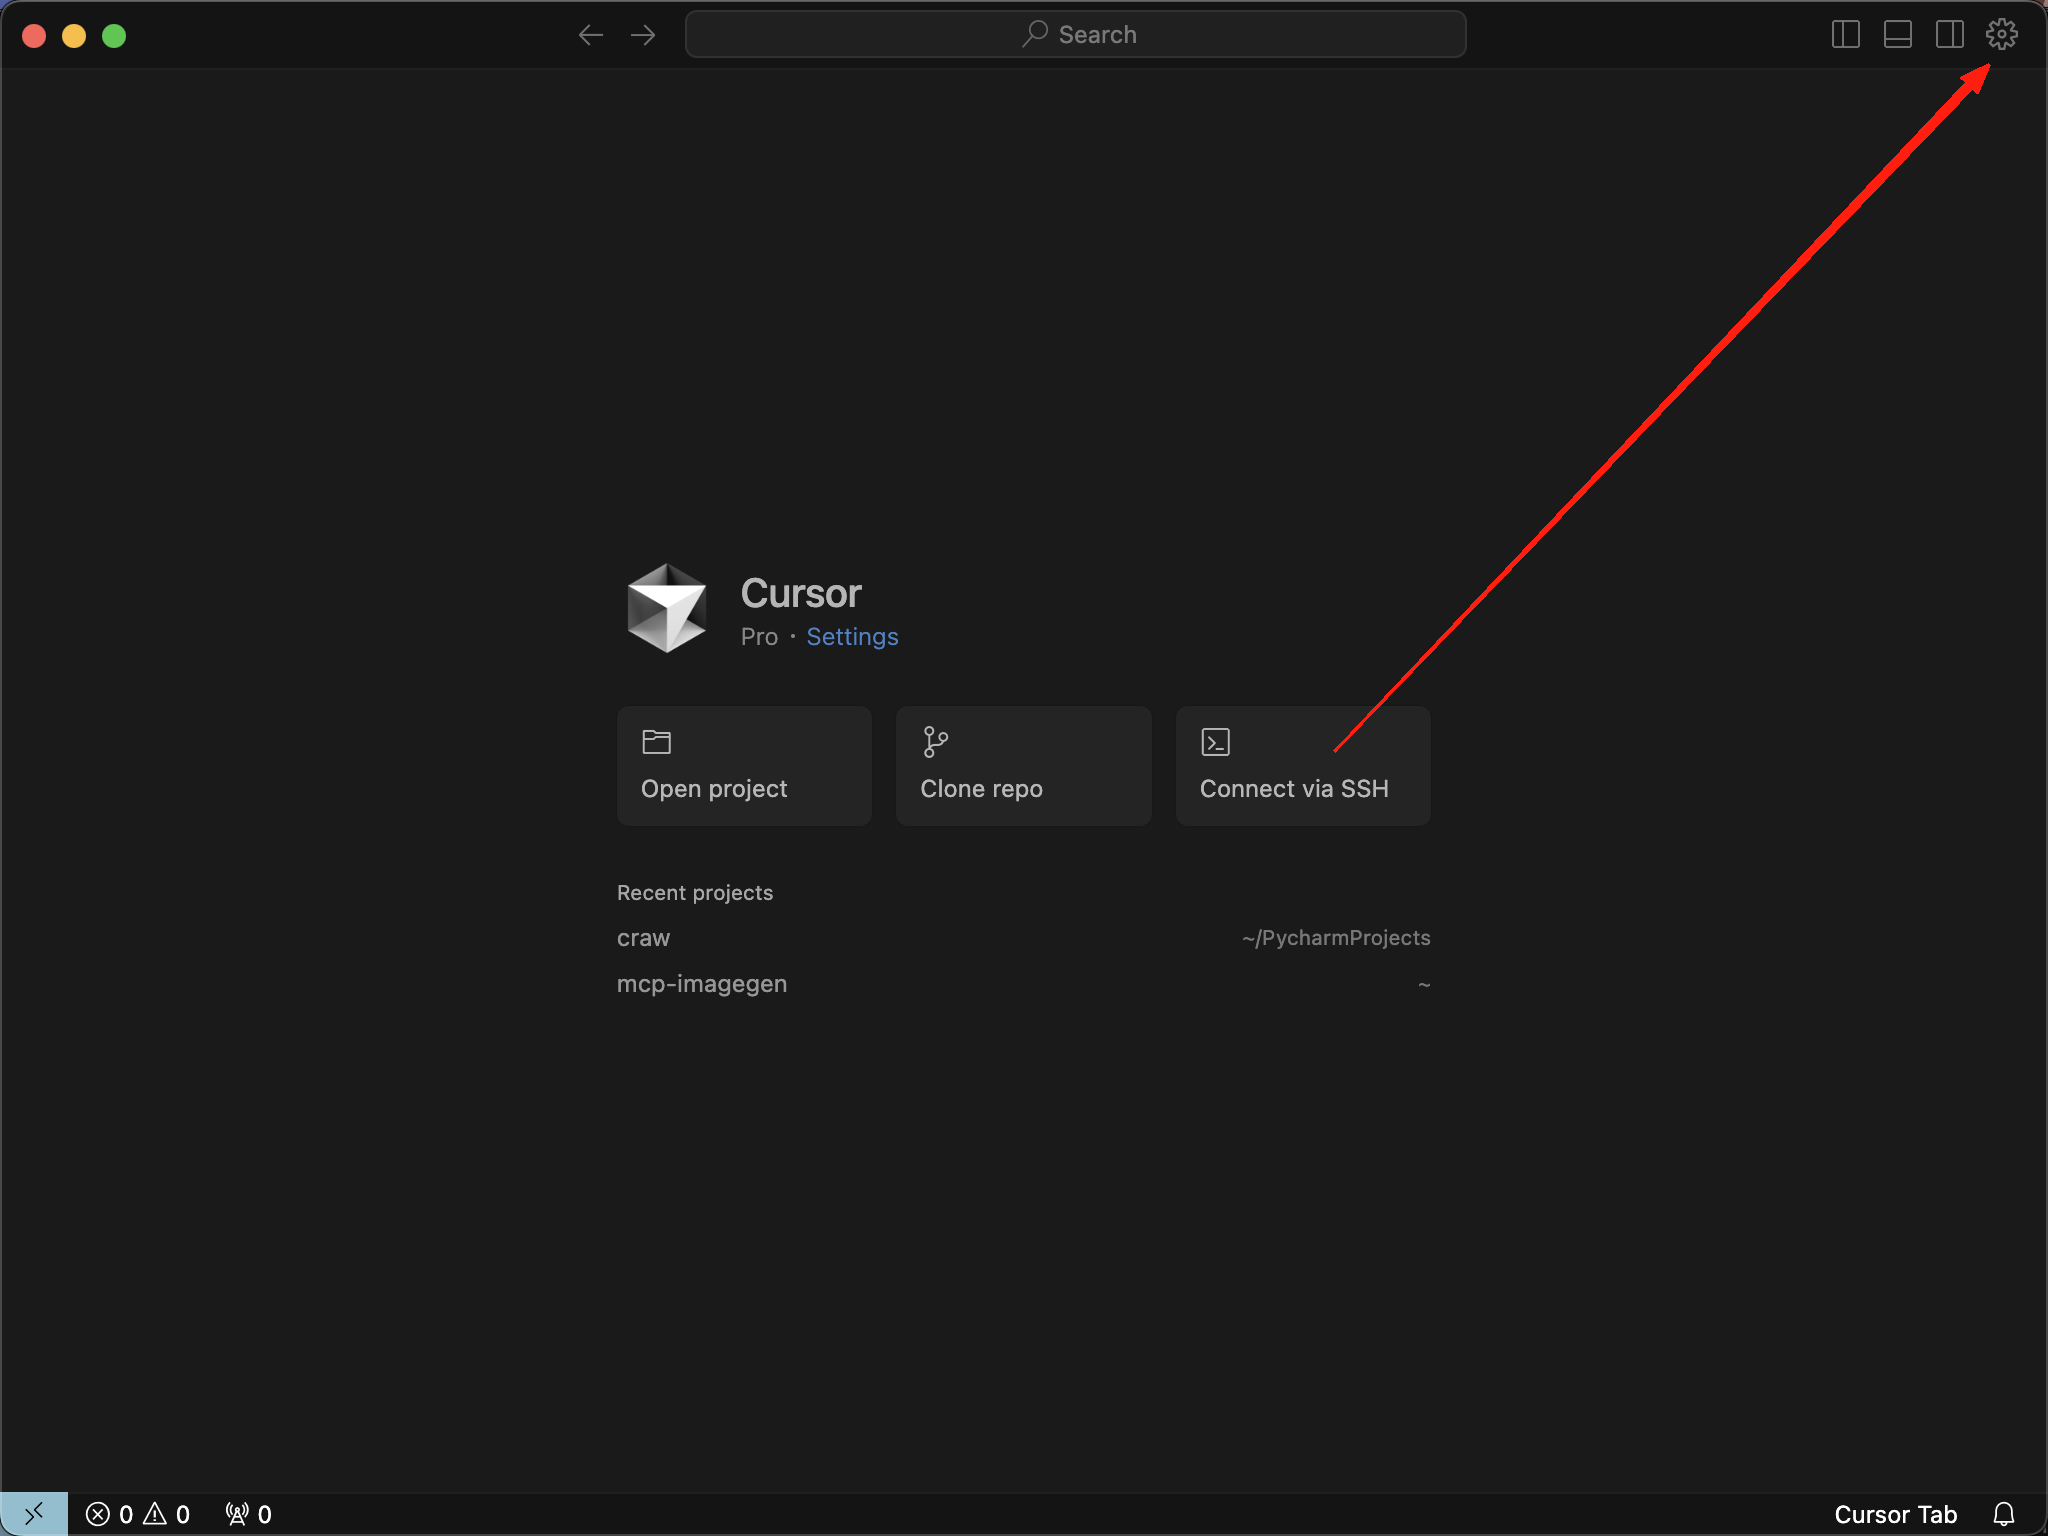 Search
Cursor
Pro · Settings
Open project
Clone repo
Connect via SSH
Recent projects
craw ~/PycharmProjects
mcp-imagegen ~
0 0 0
Cursor Tab